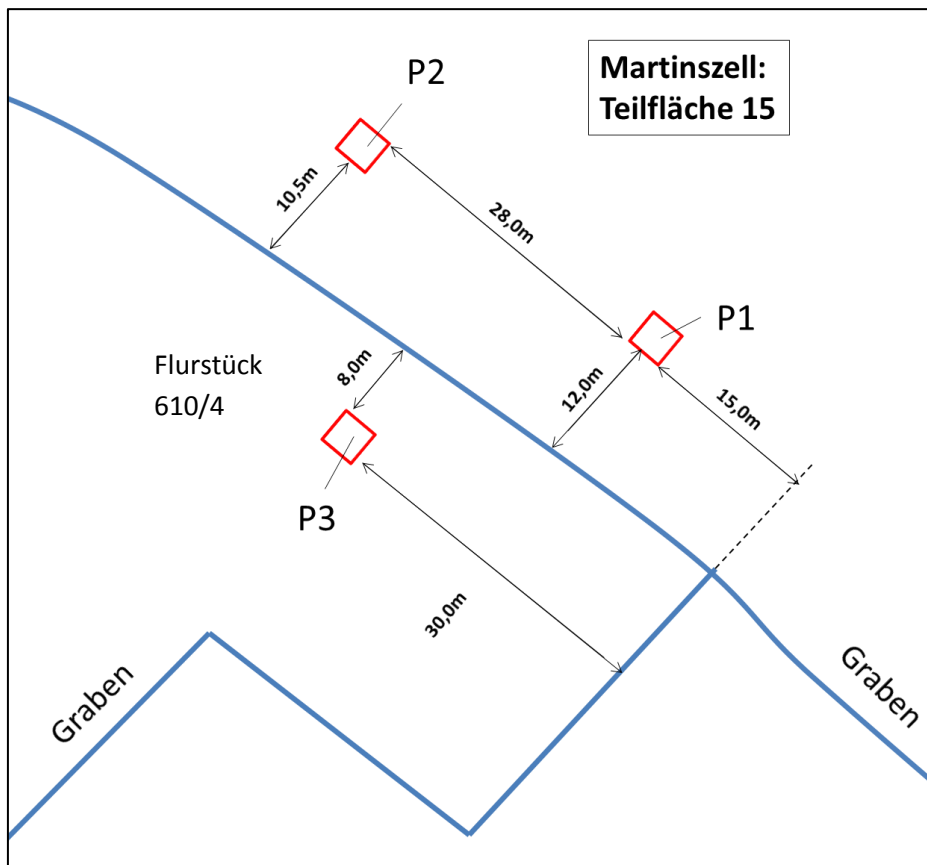 P2
Martinszell:
Teilfläche 15
10,5m
28,0m
P1
Flurstück
610/4
8,0m
12,0m
15,0m
P3
30,0m
Graben
Graben